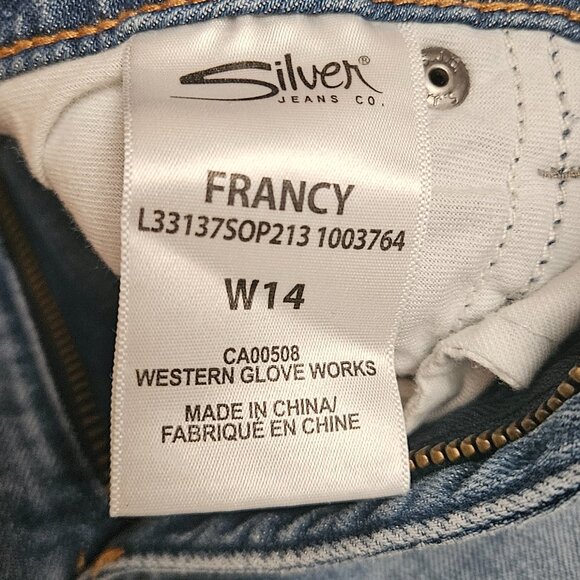 Silver®
JEANS CO.
FRANCY
L33137SOP213 1003764
W14
CA00508
WESTERN GLOVE WORKS
MADE IN CHINA/
FABRIQUÉ EN CHINE